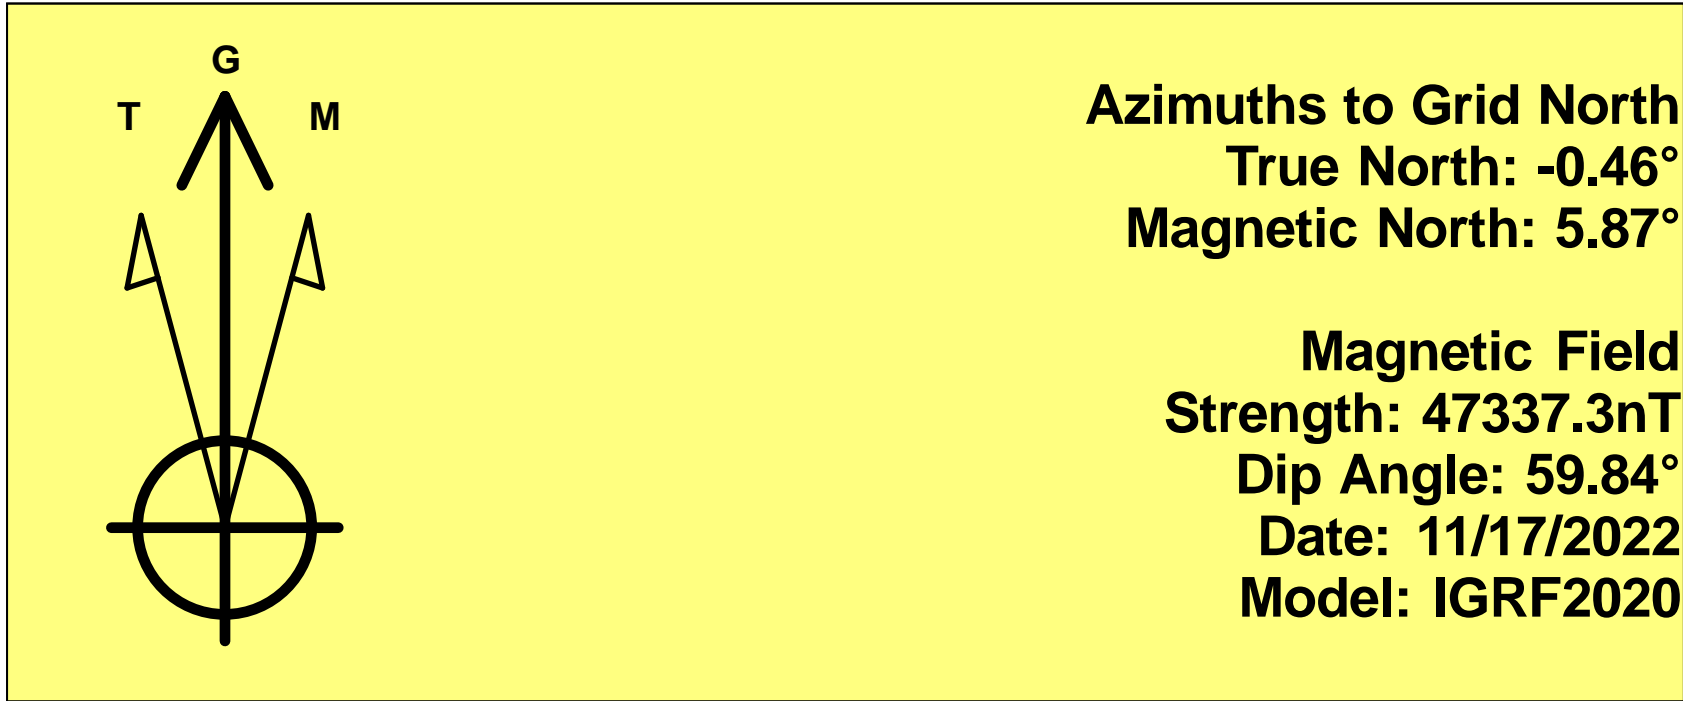 G
T M
Azimuths to Grid North
True North: -0.46°
Magnetic North: 5.87°
Magnetic Field
Strength: 47337.3nT
Dip Angle: 59.84°
Date: 11/17/2022
Model: IGRF2020